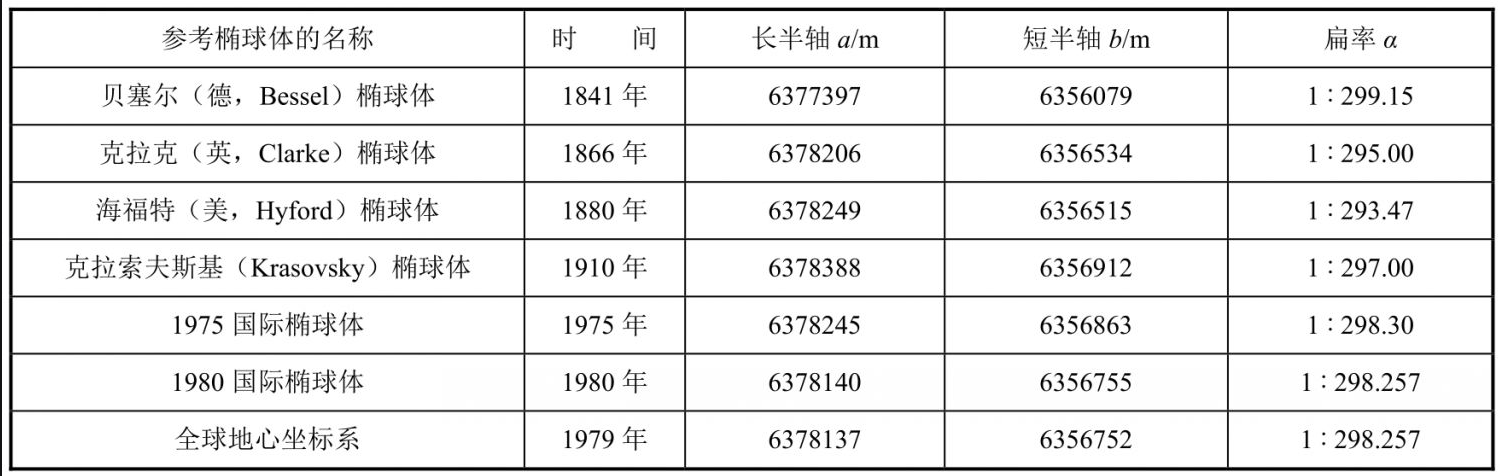 参考椭球体的名称 时 间 长半轴 a/m 短半轴 b/m 扁率 α
贝塞尔（德，Bessel）椭球体 1841 年 6377397 6356079 1∶299.15
克拉克（英，Clarke）椭球体 1866 年 6378206 6356534 1∶295.00
海福特（美，Hyford）椭球体 1880 年 6378249 6356515 1∶293.47
克拉索夫斯基（Krasovsky）椭球体 1910 年 6378388 6356912 1∶297.00
1975 国际椭球体 1975 年 6378245 6356863 1∶298.30
1980 国际椭球体 1980 年 6378140 6356755 1∶298.257
全球地心坐标系 1979 年 6378137 6356752 1∶298.257